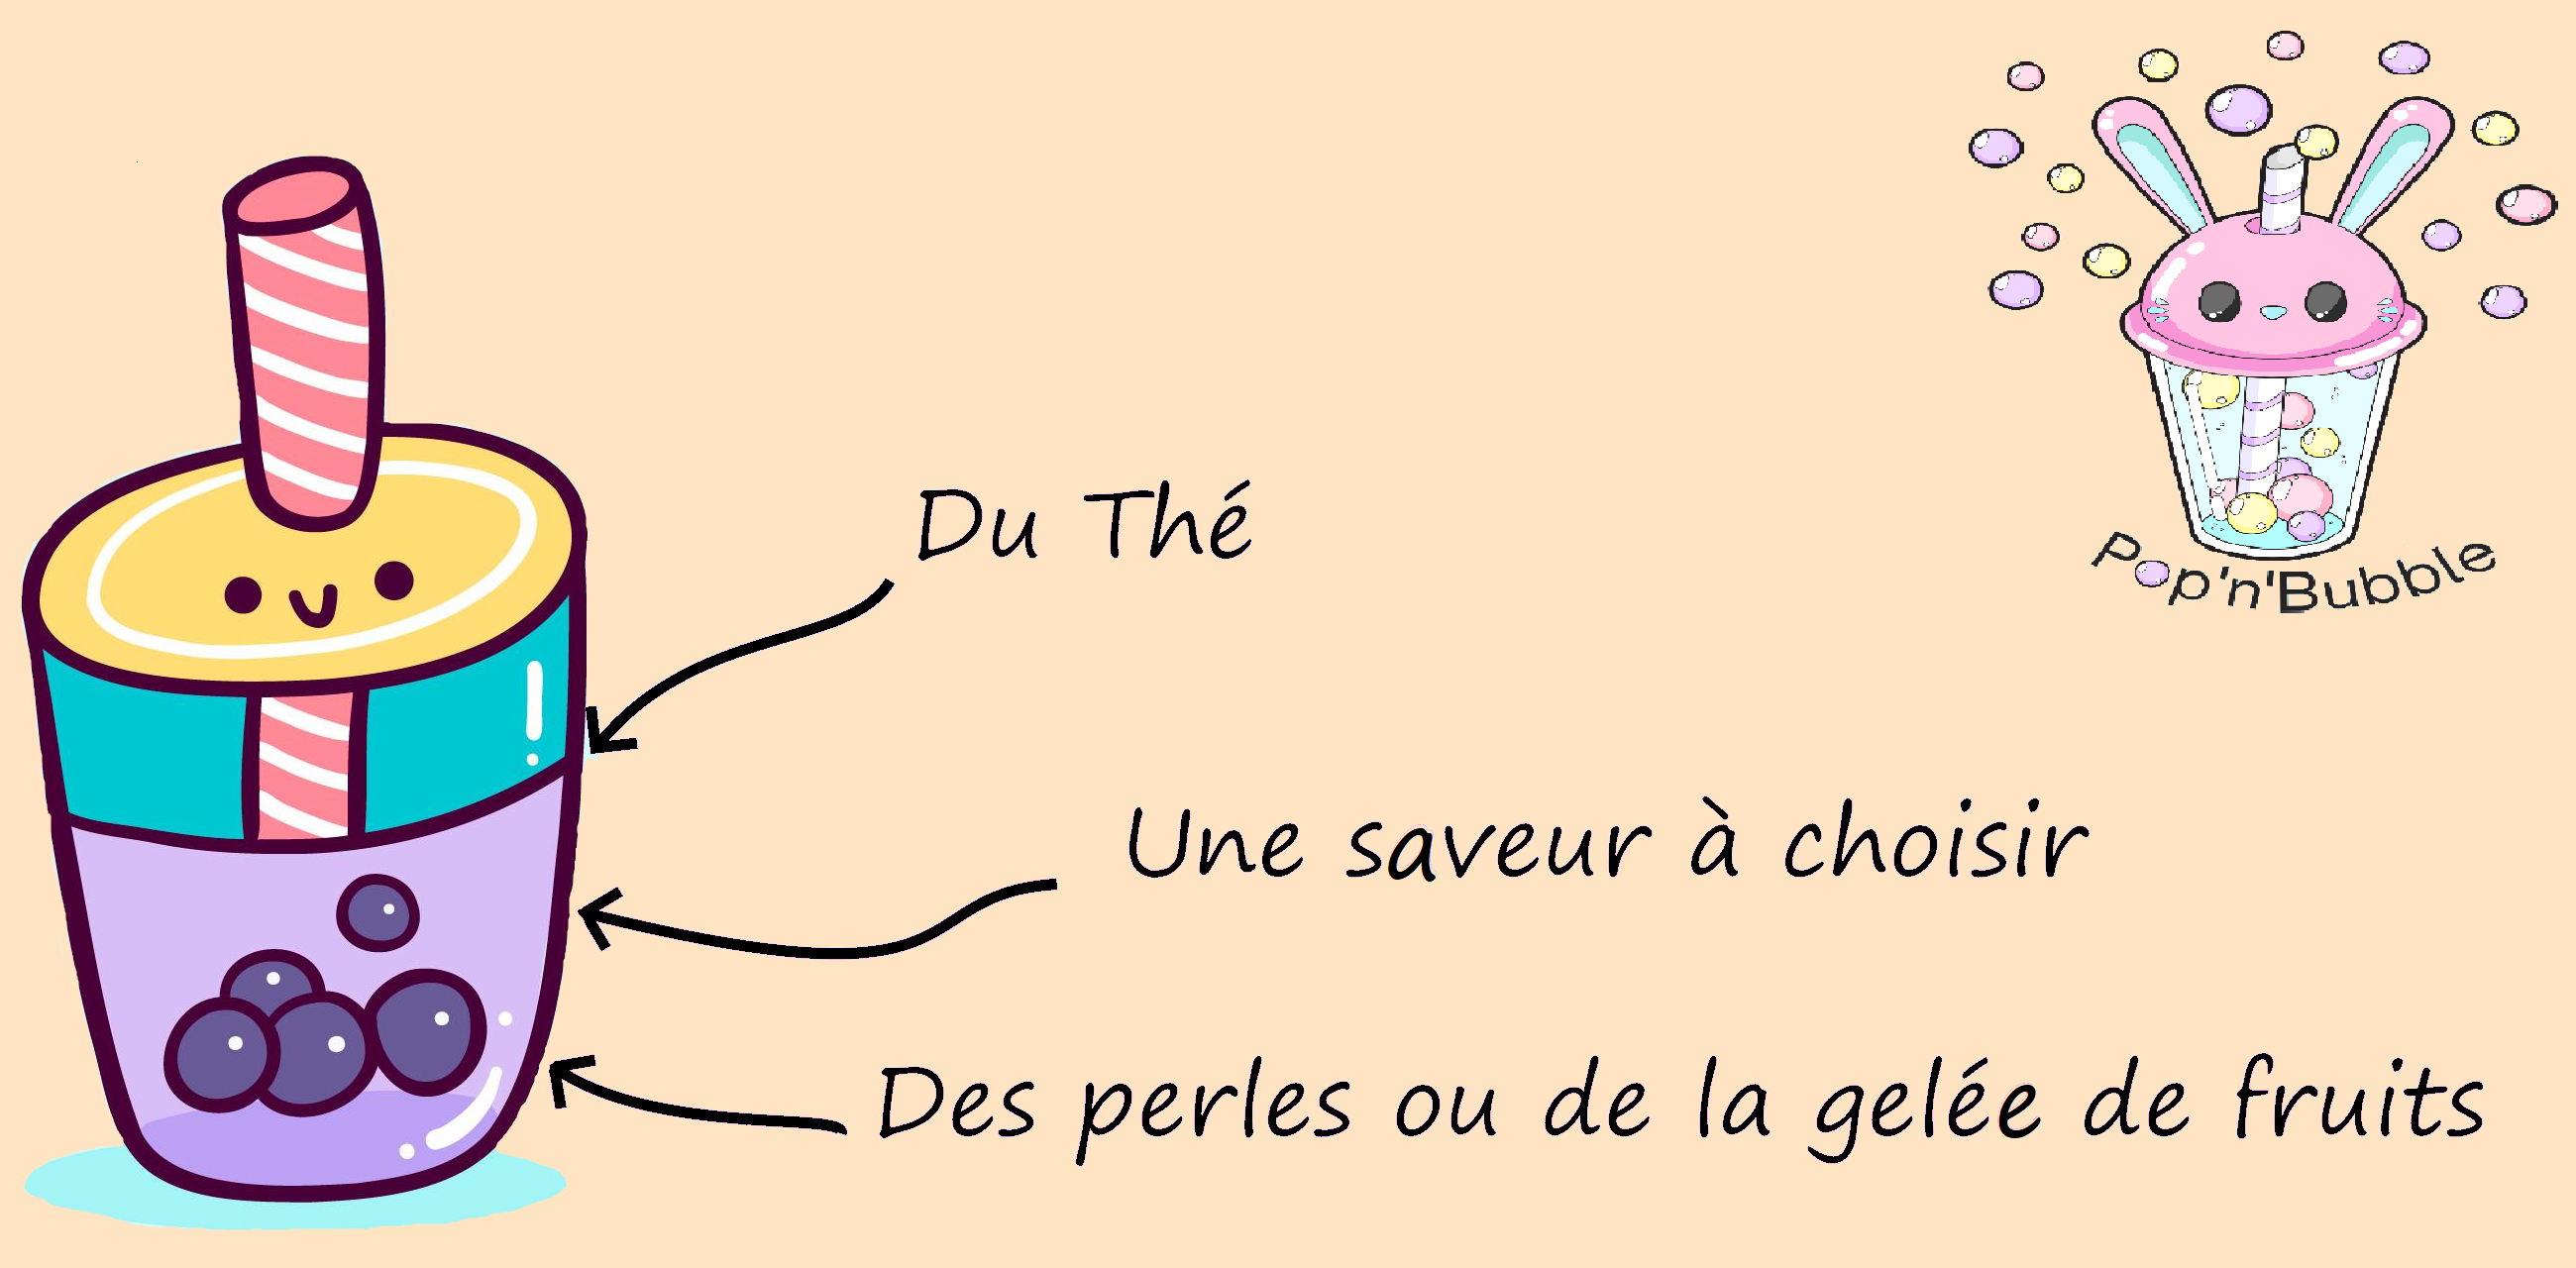 Du Thé
Pop'n'Bubble
Une saveur à choisir
Des perles ou de la gelée de fruits